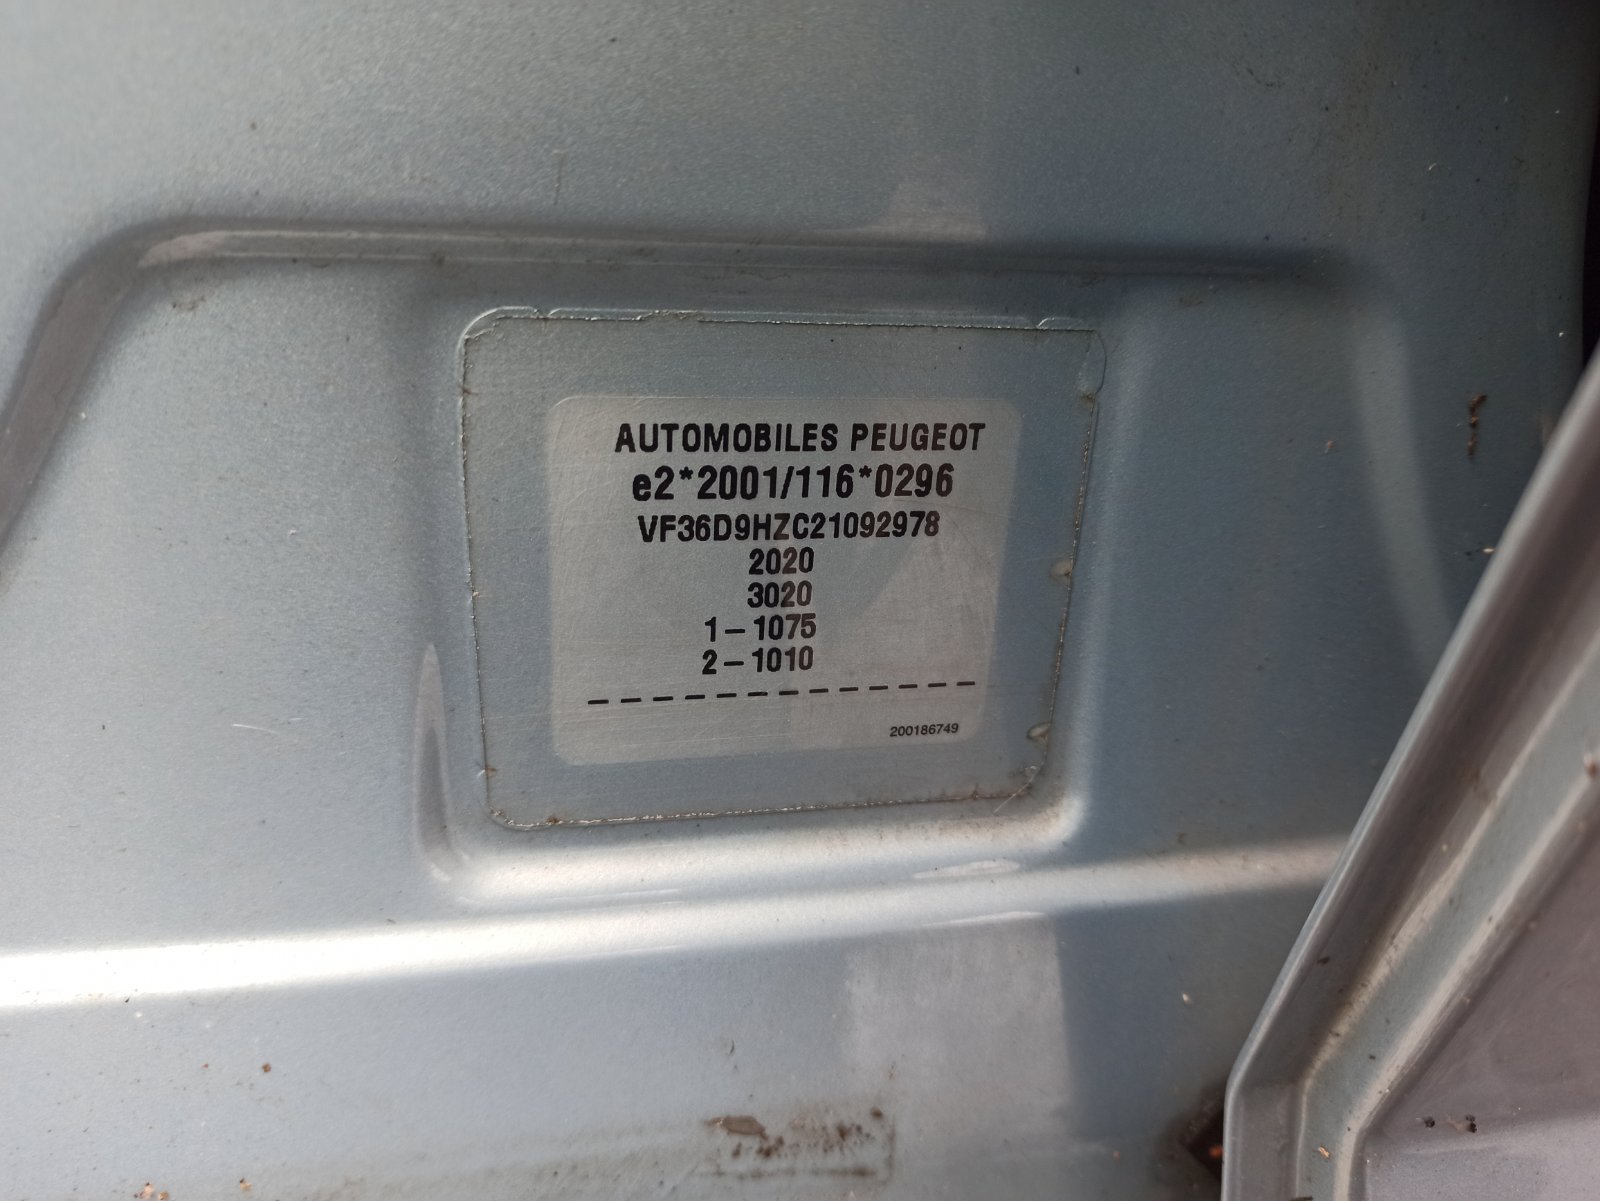 AUTOMOBILES PEUGEOT
e2*2001/116*0296
VF36D9HZC21092978
2020
3020
1-1075
2-1010
200186749